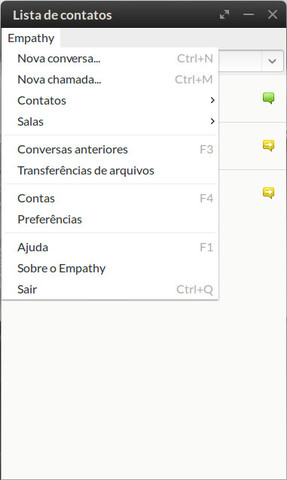 Lista de contatos
Empathy
Nova conversa... Ctrl+N
Nova chamada... Ctrl+M
Contatos
Salas
Conversas anteriores F3
Transferências de arquivos
Contas F4
Preferências
Ajuda F1
Sobre o Empathy
Sair Ctrl+Q